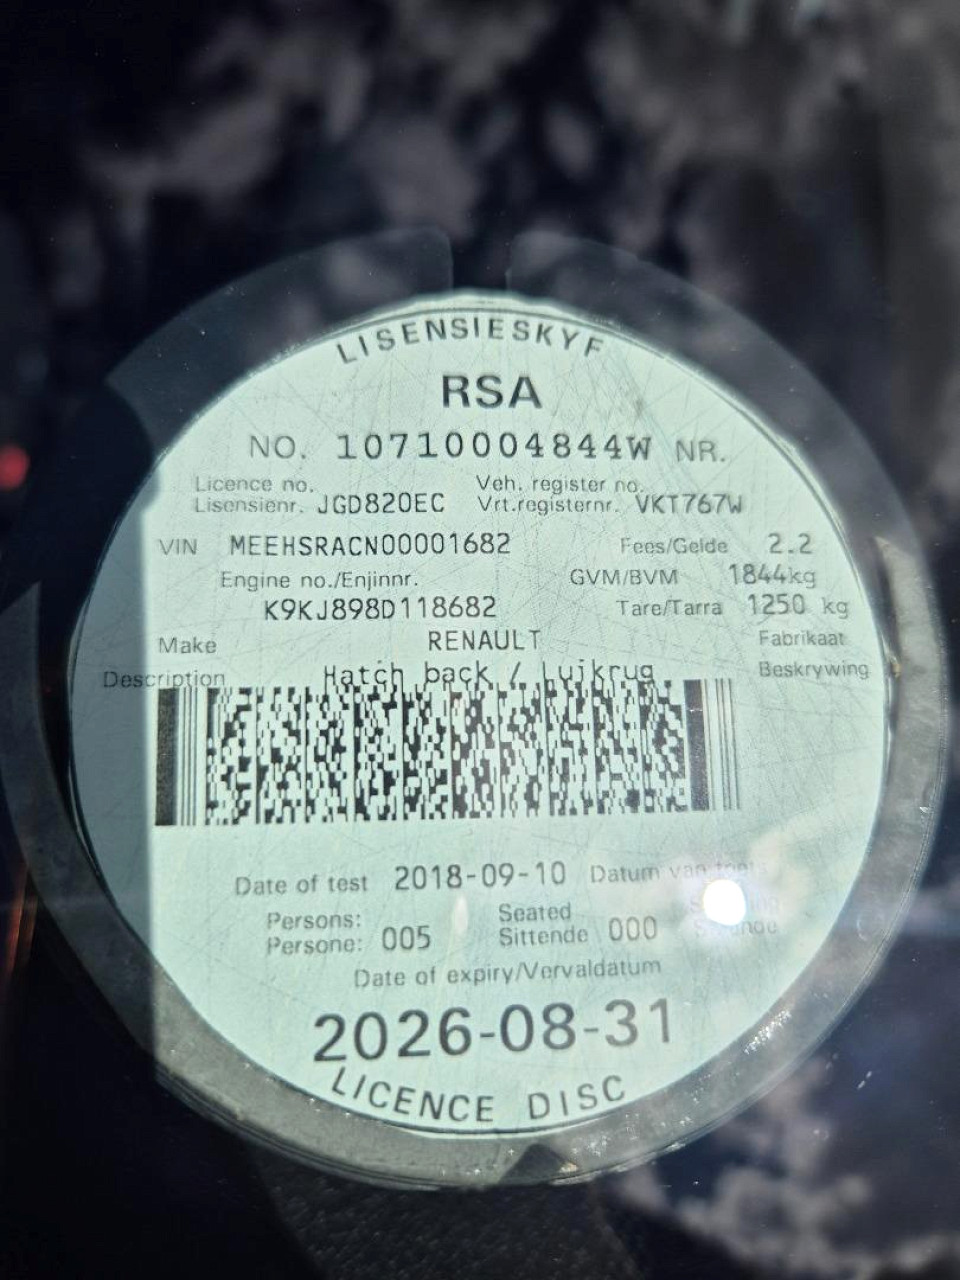 LISENSIESKYF
RSA
NO. 10710004844W NR.
Licence no. Veh. register no.
Lisensienr. JGD820EC Vrt.registernr. VKT767W
VIN MEEHSRACN00001682 Fees/Gelde 2.2
Engine no./Enjinnr. GVM/BVM 1844kg
K9KJ898D118682 Tare/Tarra 1250 kg
Make RENAULT Fabrikaat
Description Hatch back / Luikrug Beskrywing
Date of test 2018-09-10 Datum van
Persons: Seated
Persone: 005 Sittende 000
Date of expiry/Vervaldatum
2026-08-31
LICENCE DISC